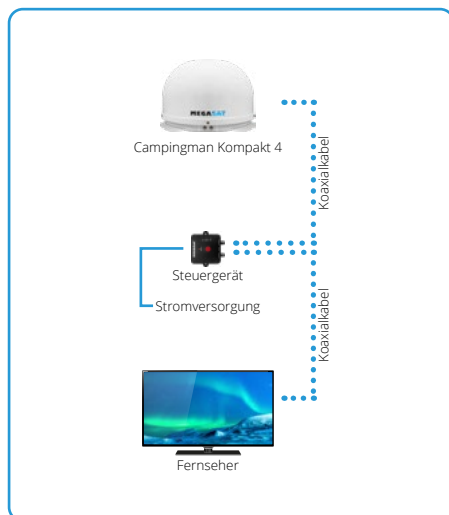 MEGASAT
Campingman Kompakt 4
Koaxialkabel
Steuergerät
Stromversorgung
Koaxialkabel
Fernseher